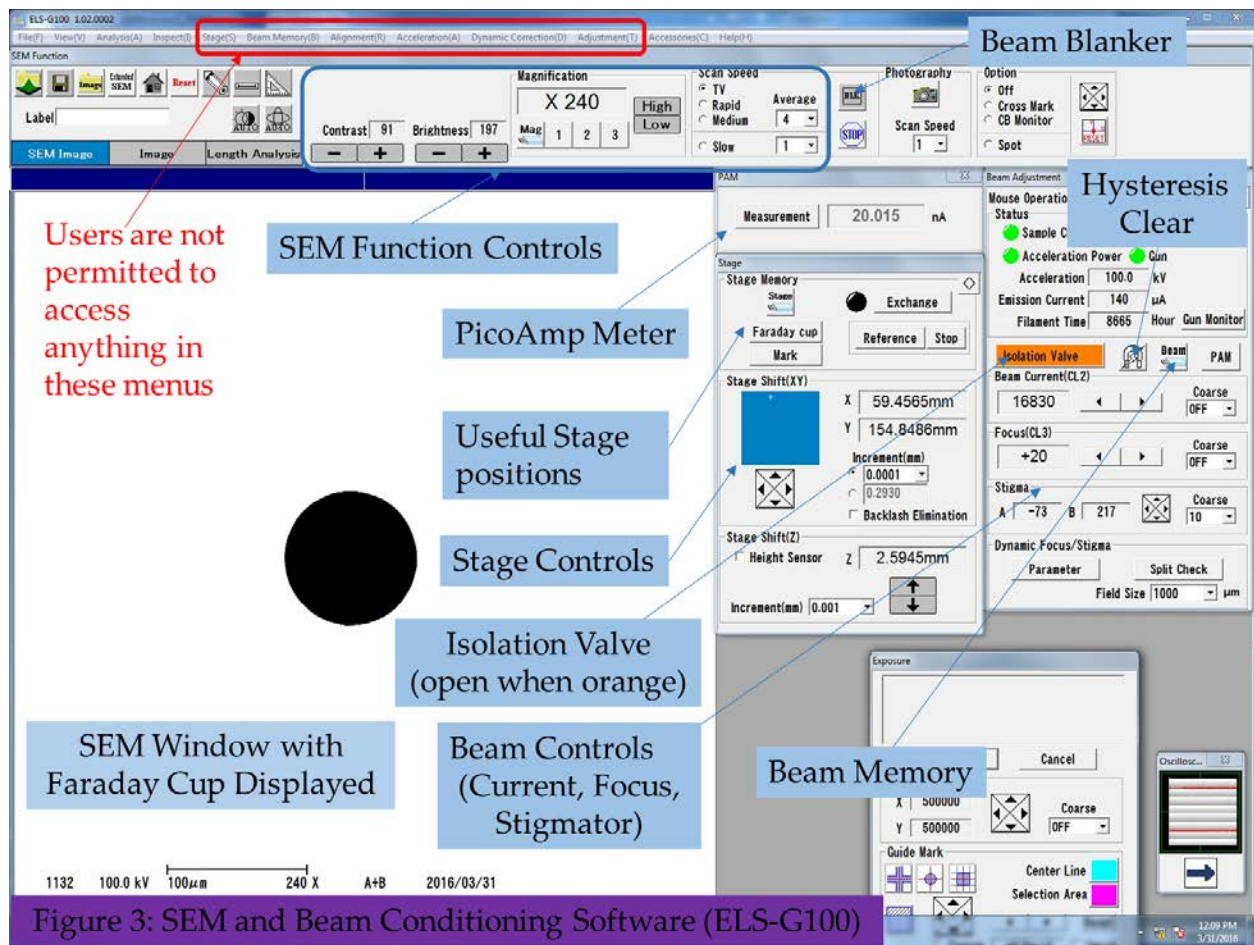 ELS-G100 1.02.0002
File(F) View(V) Analysis(A) Inspect(I) Stage(S) Beam Memory(B) Alignment(R) Acceleration(A) Dynamic Correction(D) Adjustment(T) Accessories(C) Help(H)
SEM Function
Image
Extended SEM
Reset
Label
AUTO
AUTO
Contrast 91
Brightness 197
Magnification
X 240
High
Low
Mag 1 2 3
Scan Speed
TV
Rapid
Medium
Slow
Average
4
1
BLK
STOP
Photography
Scan Speed
1
Option
Off
Cross Mark
CB Monitor
Spot
RESET
Beam Blanker
SEM Image
Image
Length Analysis
Users are not
permitted to
access
anything in
these menus
SEM Function Controls
PicoAmp Meter
Useful Stage
positions
Stage Controls
Isolation Valve
(open when orange)
Beam Controls
(Current, Focus,
Stigmator)
SEM Window with
Faraday Cup Displayed
Hysteresis
Clear
Beam Memory
PAM
Measurement 20.015 nA
Stage
Stage Memory
Stage
Exchange
Faraday cup
Reference Stop
Mark
Stage Shift(XY)
X 59.4565mm
Y 154.8486mm
Increment(mm)
0.0001
0.2930
Backlash Elimination
Stage Shift(Z)
Height Sensor Z 2.5945mm
Increment(mm) 0.001
Beam Adjustment
Mouse Operatio
Status
Sample C
Acceleration Power Gun
Acceleration 100.0 kV
Emission Current 140 μA
Filament Time 8665 Hour Gun Monitor
Isolation Valve
Beam
PAM
Beam Current(CL2)
16830
Coarse
OFF
Focus(CL3)
+20
Coarse
OFF
Stigma
A -73 B 217
Coarse
10
Dynamic Focus/Stigma
Parameter Split Check
Field Size 1000 μm
Exposure
Cancel
X 500000
Y 500000
Coarse
OFF
Guide Mark
Center Line
Selection Area
Oscillosc...
1132 100.0 kV 100μm 240 X A+B 2016/03/31
Figure 3: SEM and Beam Conditioning Software (ELS-G100)
12:09 PM
3/31/2016